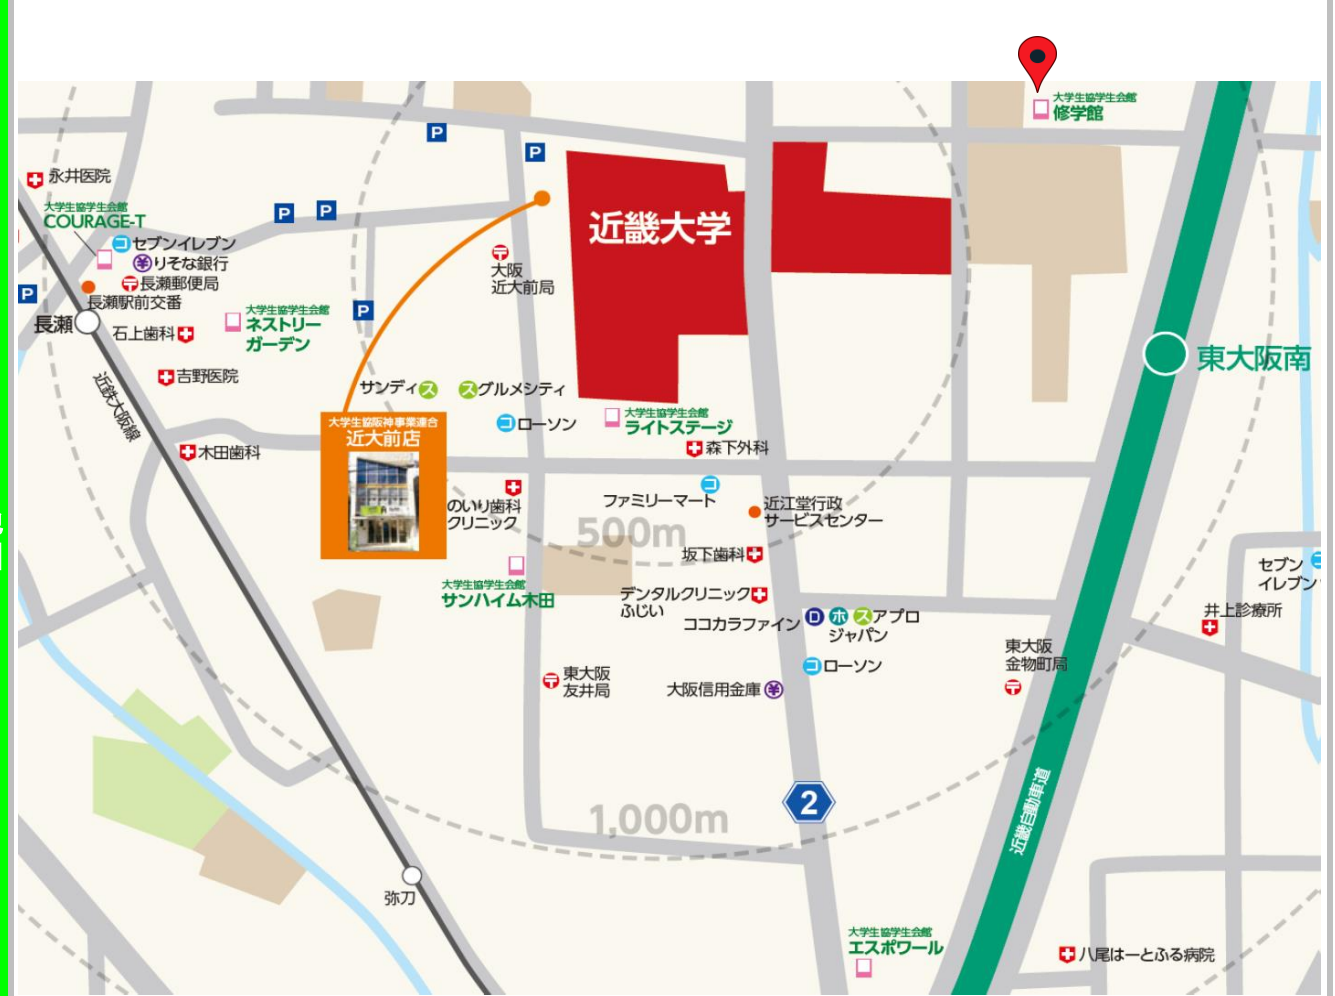 大学生協学生会館
修学館
P
P
永井医院
大学生協学生会館
COURAGE-T
P
P
近畿大学
セブンイレブン
りそな銀行
大阪
近大前局
長瀬郵便局
P
長瀬駅前交番
P
長瀬
石上歯科
大学生協学生会館
ネストリー
ガーデン
東大阪南
吉野医院
近鉄大阪線
サンディ
ス
ス
グルメシティ
大学生協阪神事業連合
近大前店
コ
ローソン
大学生協学生会館
ライトステージ
森下外科
木田歯科
のいり歯科
クリニック
ファミリーマート
コ
近江堂行政
サービスセンター
500m
坂下歯科
大学生協学生会館
サンハイム木田
デンタルクリニック
ふじい
ココカラファイン
D
ホ
ス
アプロ
ジャパン
セブン
イレブン
井上診療所
コ
ローソン
東大阪
金物町局
東大阪
友井局
大阪信用金庫
2
1,000m
近畿自動車道
弥刀
大学生協学生会館
エスポワール
八尾はーとふる病院